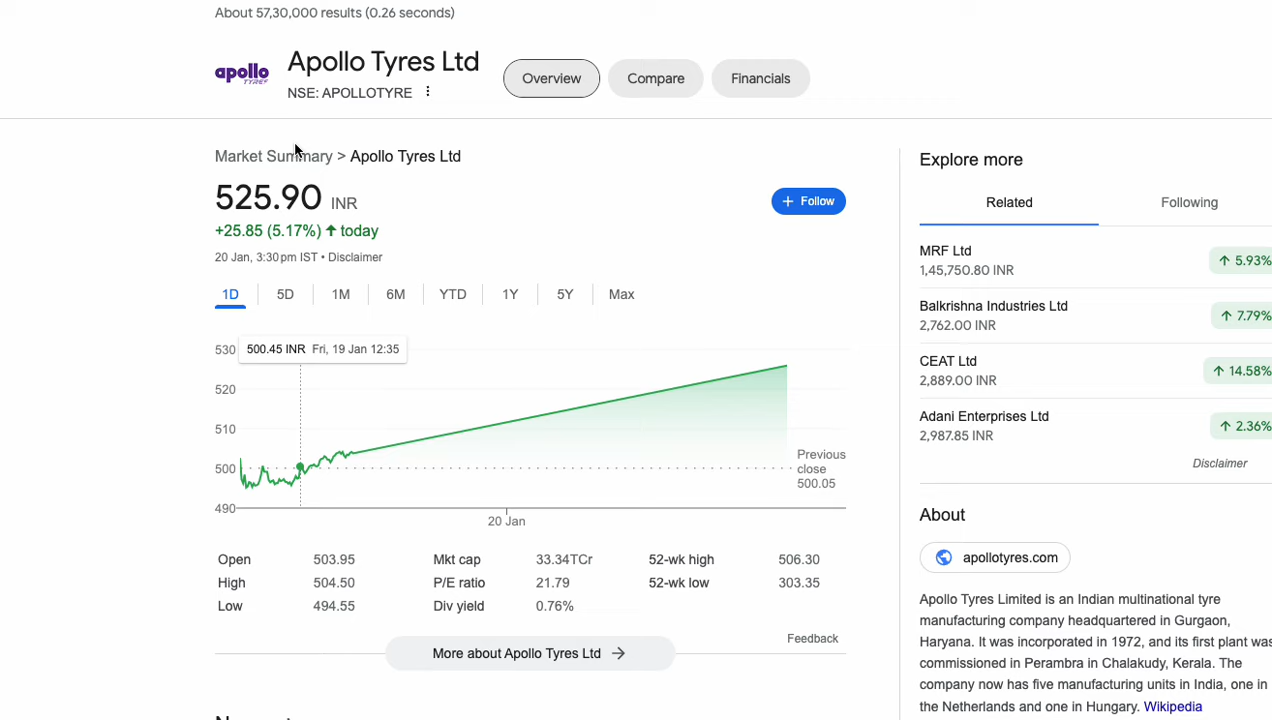 About 57,30,000 results (0.26 seconds)
apollo
TYRES
Apollo Tyres Ltd
NSE: APOLLOTYRE
Overview
Compare
Financials
Market Summary > Apollo Tyres Ltd
525.90 INR
+ Follow
+25.85 (5.17%) ↑ today
20 Jan, 3:30 pm IST • Disclaimer
1D 5D 1M 6M YTD 1Y 5Y Max
500.45 INR Fri, 19 Jan 12:35
530
520
510
500
490
Previous
close
500.05
20 Jan
Open 503.95 Mkt cap 33.34TCr 52-wk high 506.30
High 504.50 P/E ratio 21.79 52-wk low 303.35
Low 494.55 Div yield 0.76%
Feedback
More about Apollo Tyres Ltd →
Explore more
Related Following
MRF Ltd
1,45,750.80 INR
↑ 5.93%
Balkrishna Industries Ltd
2,762.00 INR
↑ 7.79%
CEAT Ltd
2,889.00 INR
↑ 14.58%
Adani Enterprises Ltd
2,987.85 INR
↑ 2.36%
Disclaimer
About
apollotyres.com
Apollo Tyres Limited is an Indian multinational tyre
manufacturing company headquartered in Gurgaon,
Haryana. It was incorporated in 1972, and its first plant was
commissioned in Perambra in Chalakudy, Kerala. The
company now has five manufacturing units in India, one in
the Netherlands and one in Hungary. Wikipedia